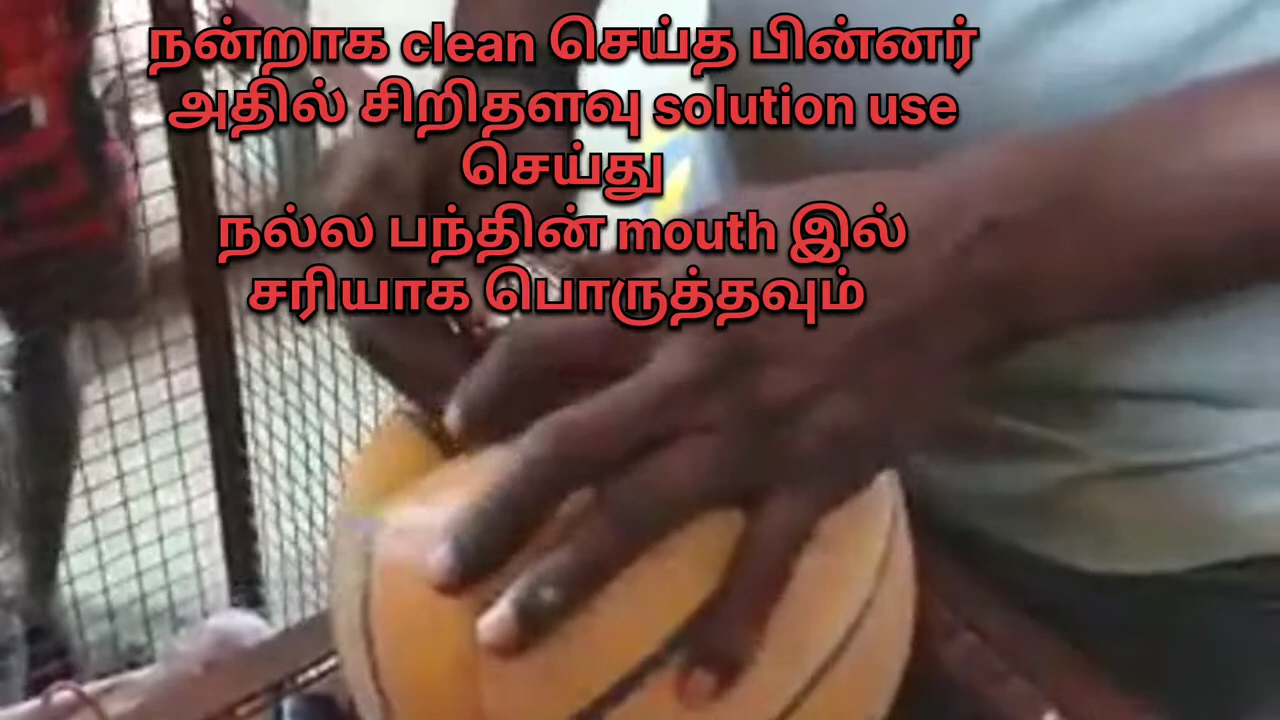 நன்றாக clean செய்த பின்னர்
அதில் சிறிதளவு solution use
செய்து
நல்ல பந்தின் mouth இல்
சரியாக பொருத்தவும்